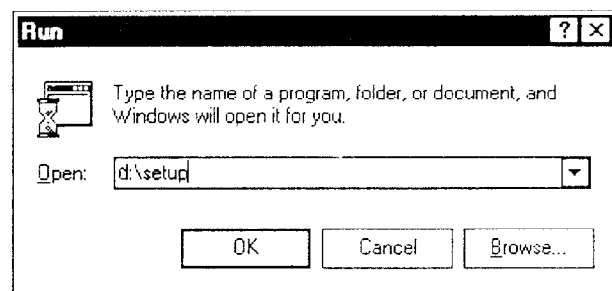 Run
Type the name of a program, folder, or document, and
Windows will open it for you.
Open: d:\setup
OK Cancel Browse...